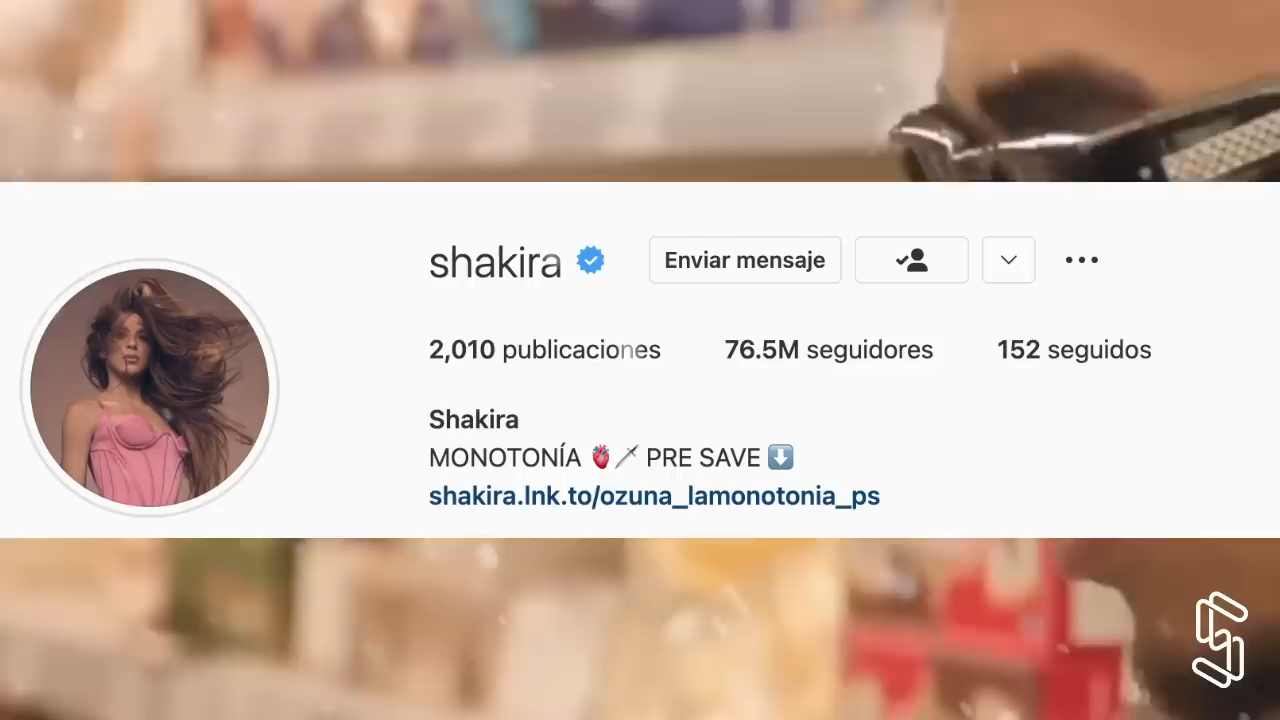 shakira
Enviar mensaje
2,010 publicaciones 76.5M seguidores 152 seguidos
Shakira
MONOTONÍA 🫀🗡️ PRE SAVE ⬇️
shakira.lnk.to/ozuna_lamonotonia_ps